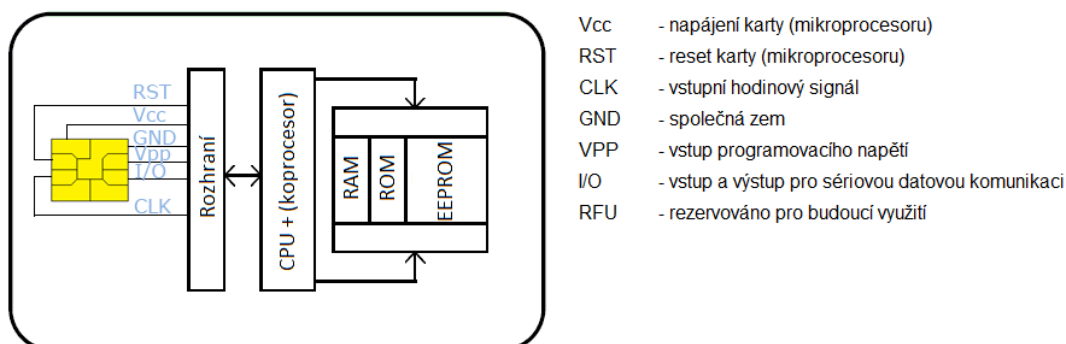 RST
Vcc
GND
Vpp
I/O
CLK
Rozhraní
CPU + (koprocesor)
RAM
ROM
EEPROM
Vcc - napájení karty (mikroprocesoru)
RST - reset karty (mikroprocesoru)
CLK - vstupní hodinový signál
GND - společná zem
VPP - vstup programovacího napětí
I/O - vstup a výstup pro sériovou datovou komunikaci
RFU - rezervováno pro budoucí využití